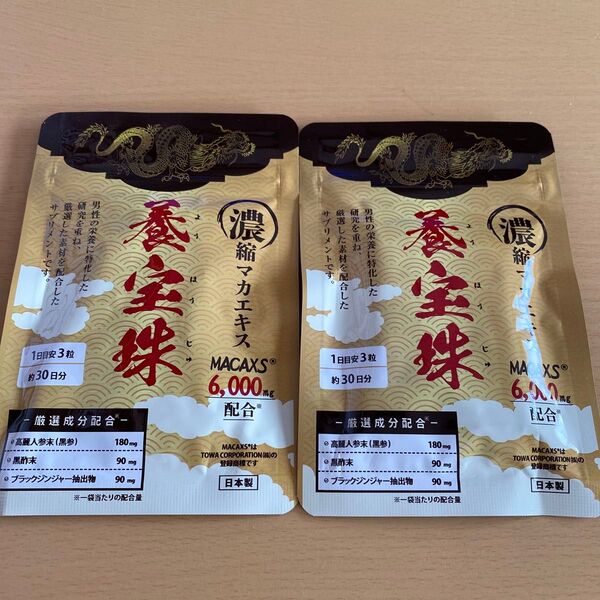 濃縮マカエキス
養宝珠
ようほうじゅ
男性の栄養に特化した
研究を重ね、
厳選した素材を配合した
サプリメントです。
1日目安3粒
約30日分
MACAXS®
6,000mg
配合※
厳選成分配合※
高麗人参末(黒参) 180mg
黒酢末 90mg
ブラックジンジャー抽出物 90mg
※一袋当たりの配合量
MACAXS®は
TOWA CORPORATION㈱の
登録商標です
日本製
濃
養宝珠
ようほうじゅ
男性の栄養に特化した
研究を重ね、
厳選した素材を配合した
サプリメントです。
1日目安3粒
約30日分
MACAXS®
配合※
厳選成分配合※
高麗人参末(黒参) 180mg
黒酢末 90mg
ブラックジンジャー抽出物 90mg
※一袋当たりの配合量
MACAXS®は
TOWA CORPORATION㈱の
登録商標です
日本製